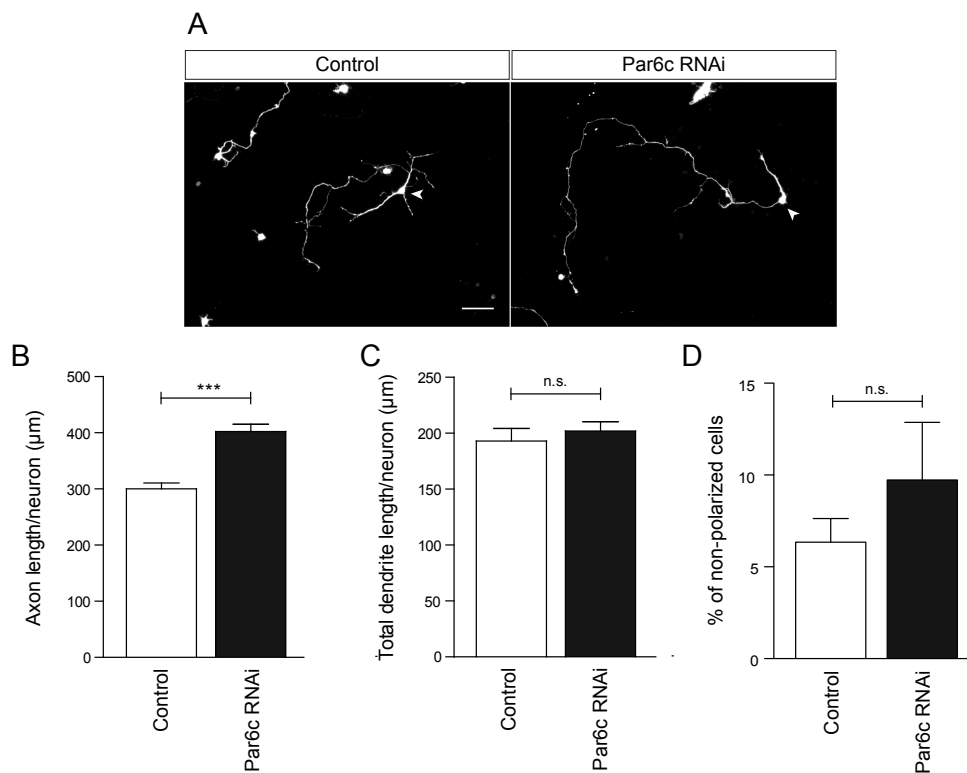 A
Control
Par6c RNAi
B
Axon length/neuron (µm)
500
400
300
200
100
0
***
Control
Par6c RNAi
C
Total dendrite length/neuron (µm)
250
200
150
100
50
0
n.s.
Control
Par6c RNAi
D
% of non-polarized cells
15
10
5
0
n.s.
Control
Par6c RNAi